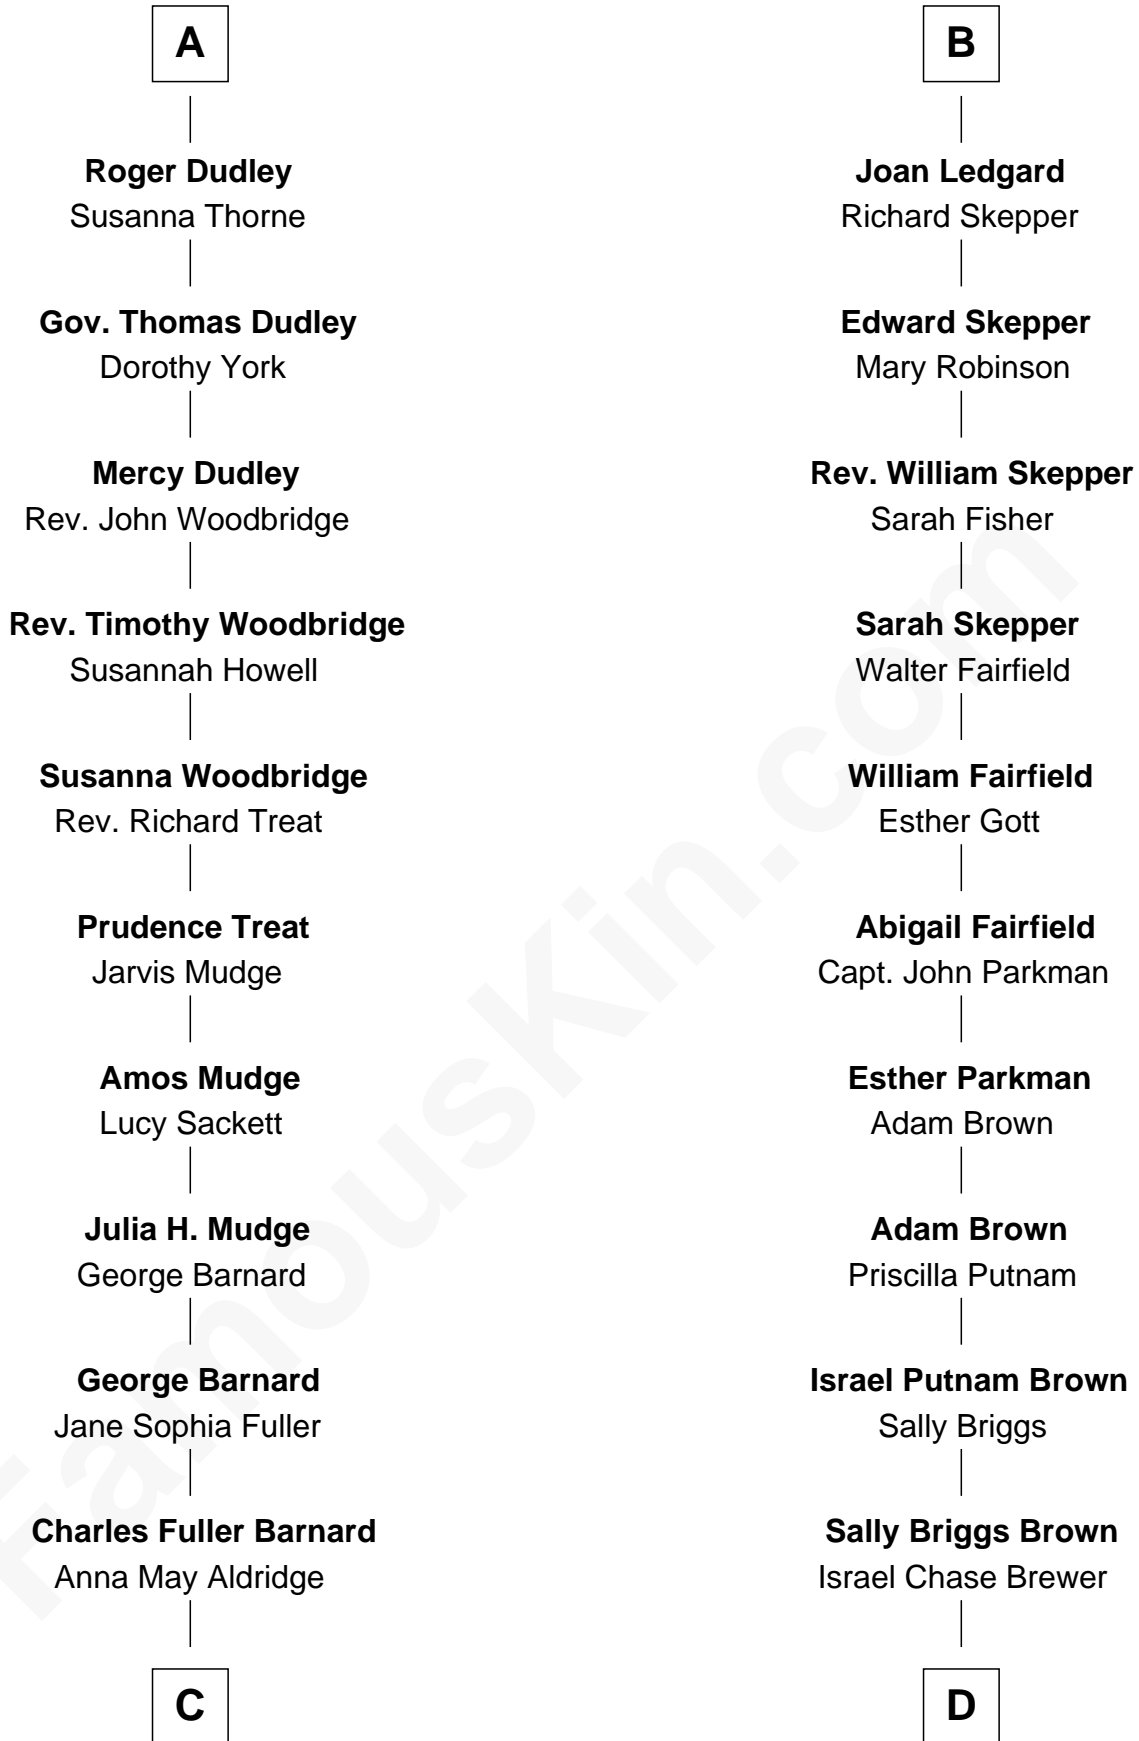 A
Roger Dudley
Susanna Thorne
Gov. Thomas Dudley
Dorothy York
Mercy Dudley
Rev. John Woodbridge
Rev. Timothy Woodbridge
Susannah Howell
Susanna Woodbridge
Rev. Richard Treat
Prudence Treat
Jarvis Mudge
Amos Mudge
Lucy Sackett
Julia H. Mudge
George Barnard
George Barnard
Jane Sophia Fuller
Charles Fuller Barnard
Anna May Aldridge
C
B
Joan Ledgard
Richard Skepper
Edward Skepper
Mary Robinson
Rev. William Skepper
Sarah Fisher
Sarah Skepper
Walter Fairfield
William Fairfield
Esther Gott
Abigail Fairfield
Capt. John Parkman
Esther Parkman
Adam Brown
Adam Brown
Priscilla Putnam
Israel Putnam Brown
Sally Briggs
Sally Briggs Brown
Israel Chase Brewer
D
FamousKin.com